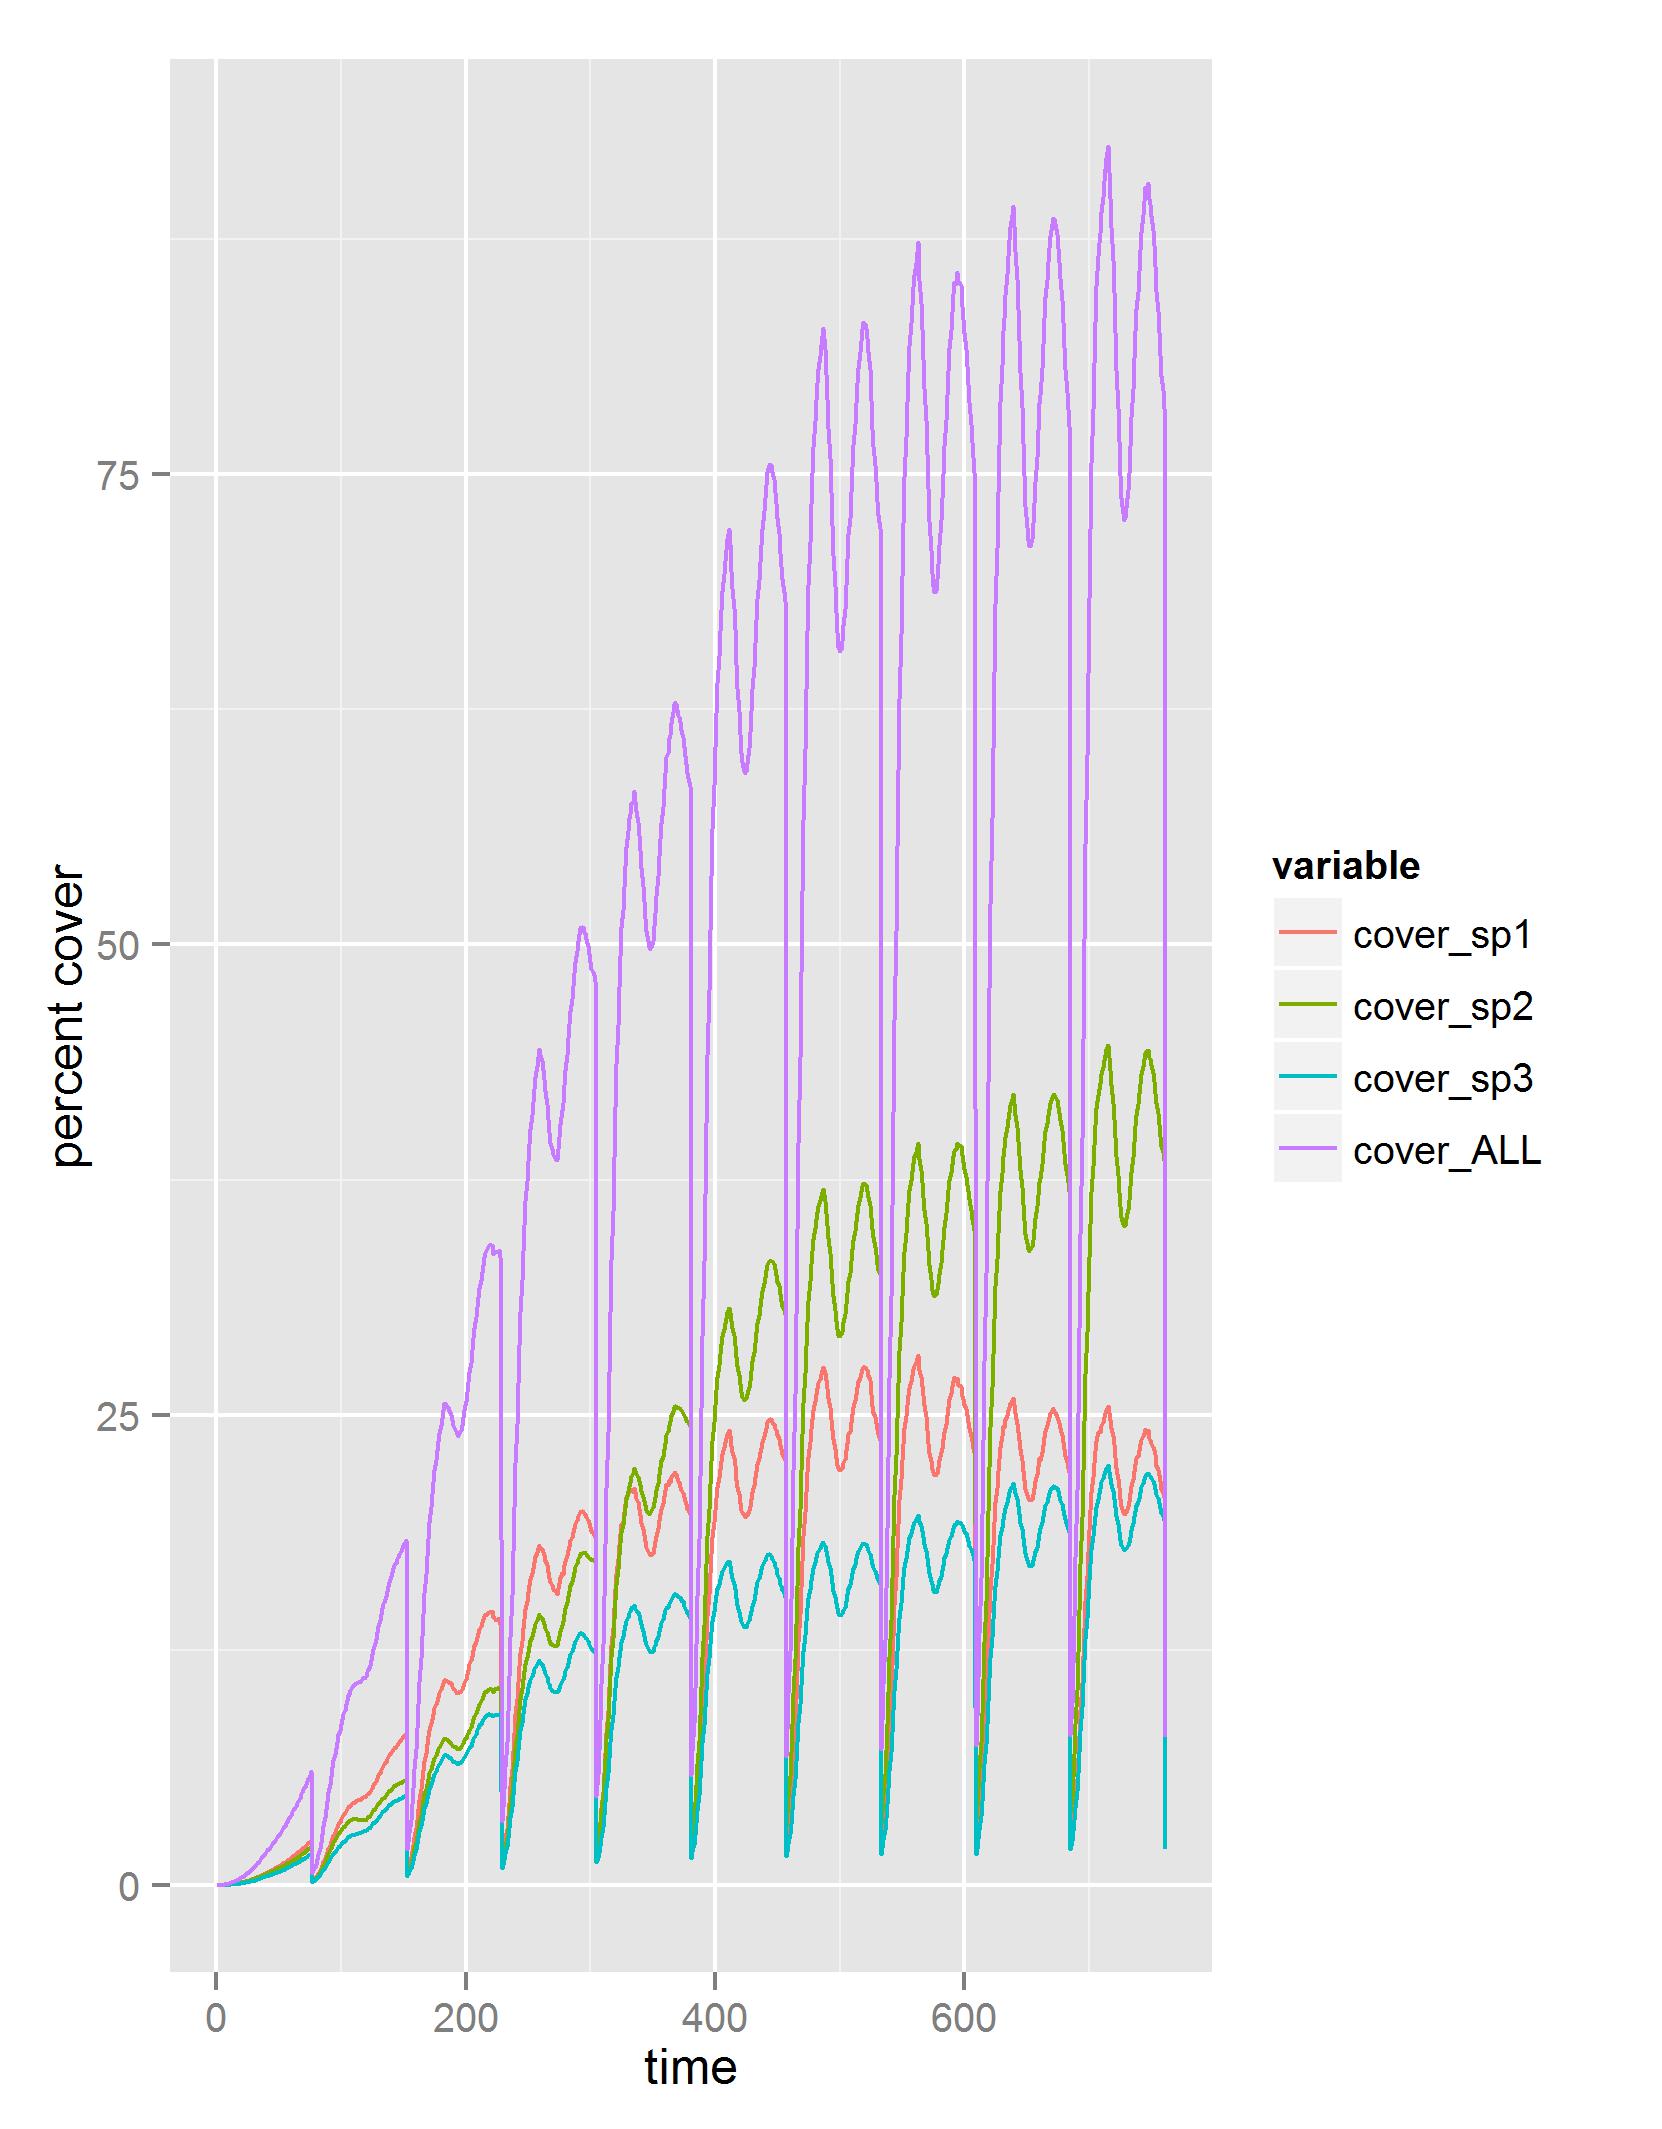 percent cover
75
50
25
0
0 200 400 600
time
variable
cover_sp1
cover_sp2
cover_sp3
cover_ALL